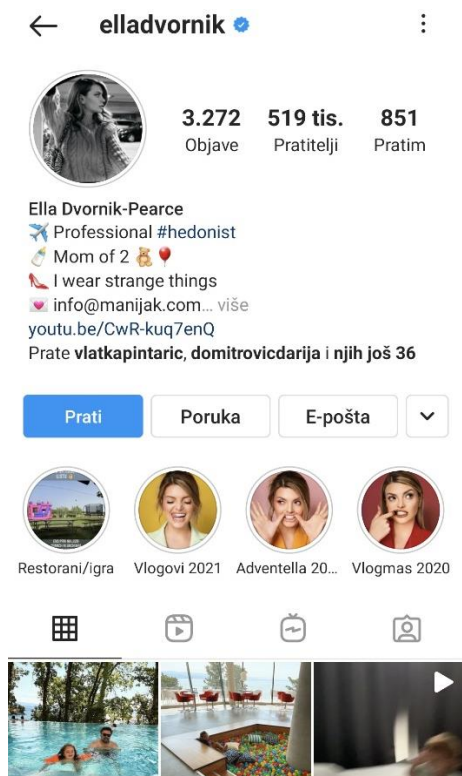 elladvornik
3.272 519 tis. 851
Objave Pratitelji Pratim
Ella Dvornik-Pearce
Professional #hedonist
Mom of 2
I wear strange things
info@manijak.com... više
youtu.be/CwR-kuq7enQ
Prate vlatkapintaric, domitrovicdarija i njih još 36
Prati Poruka E-pošta
Restorani/igra Vlogovi 2021 Adventella 20... Vlogmas 2020